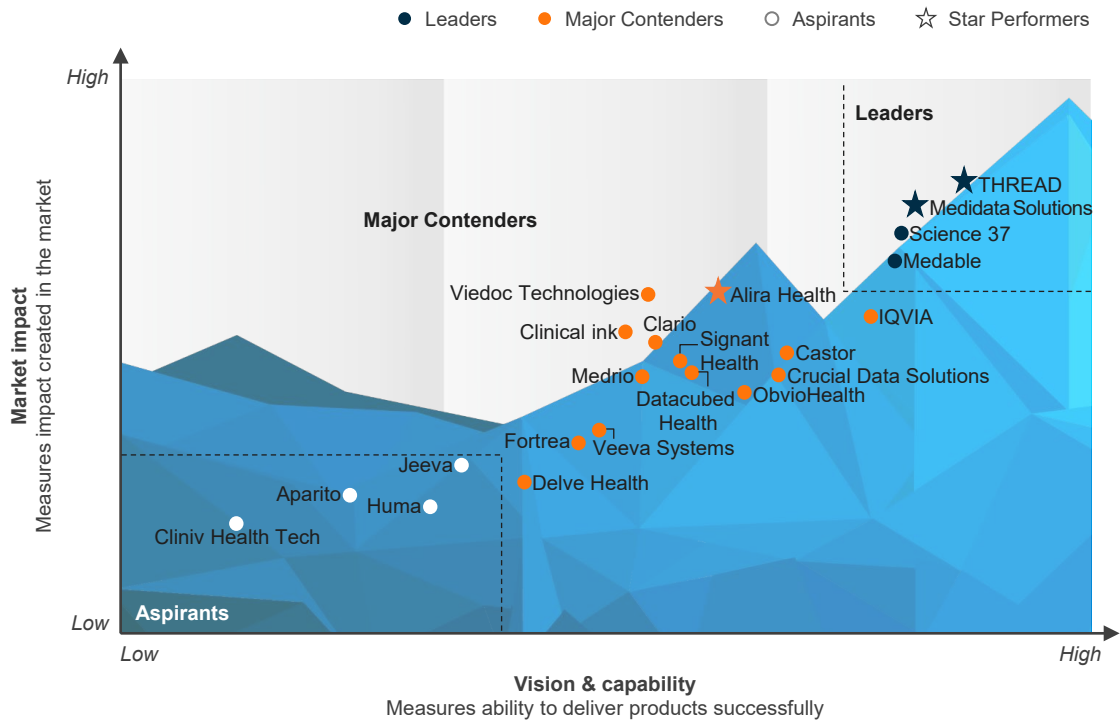 Leaders
Major Contenders
Aspirants
Star Performers
High
Leaders
THREAD
Medidata Solutions
Science 37
Medable
Major Contenders
Viedoc Technologies
Alira Health
IQVIA
Clinical ink
Clario
Signant
Health
Castor
Medrio
Crucial Data Solutions
Datacubed
Health
ObvioHealth
Fortrea
Veeva Systems
Jeeva
Delve Health
Aparito
Huma
Cliniv Health Tech
Aspirants
Market impact
Measures impact created in the market
Low
Low
High
Vision & capability
Measures ability to deliver products successfully